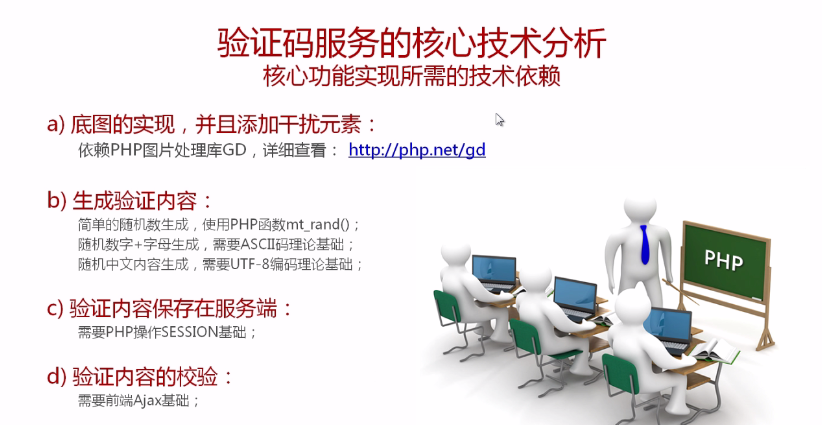 验证码服务的核心技术分析
核心功能实现所需的技术依赖
a) 底图的实现，并且添加干扰元素：
依赖PHP图片处理库GD，详细查看： http://php.net/gd
b) 生成验证内容：
简单的随机数生成，使用PHP函数mt_rand()；
随机数字+字母生成，需要ASCII码理论基础；
随机中文内容生成，需要UTF-8编码理论基础；
c) 验证内容保存在服务端：
需要PHP操作SESSION基础；
d) 验证内容的校验：
需要前端Ajax基础；
PHP